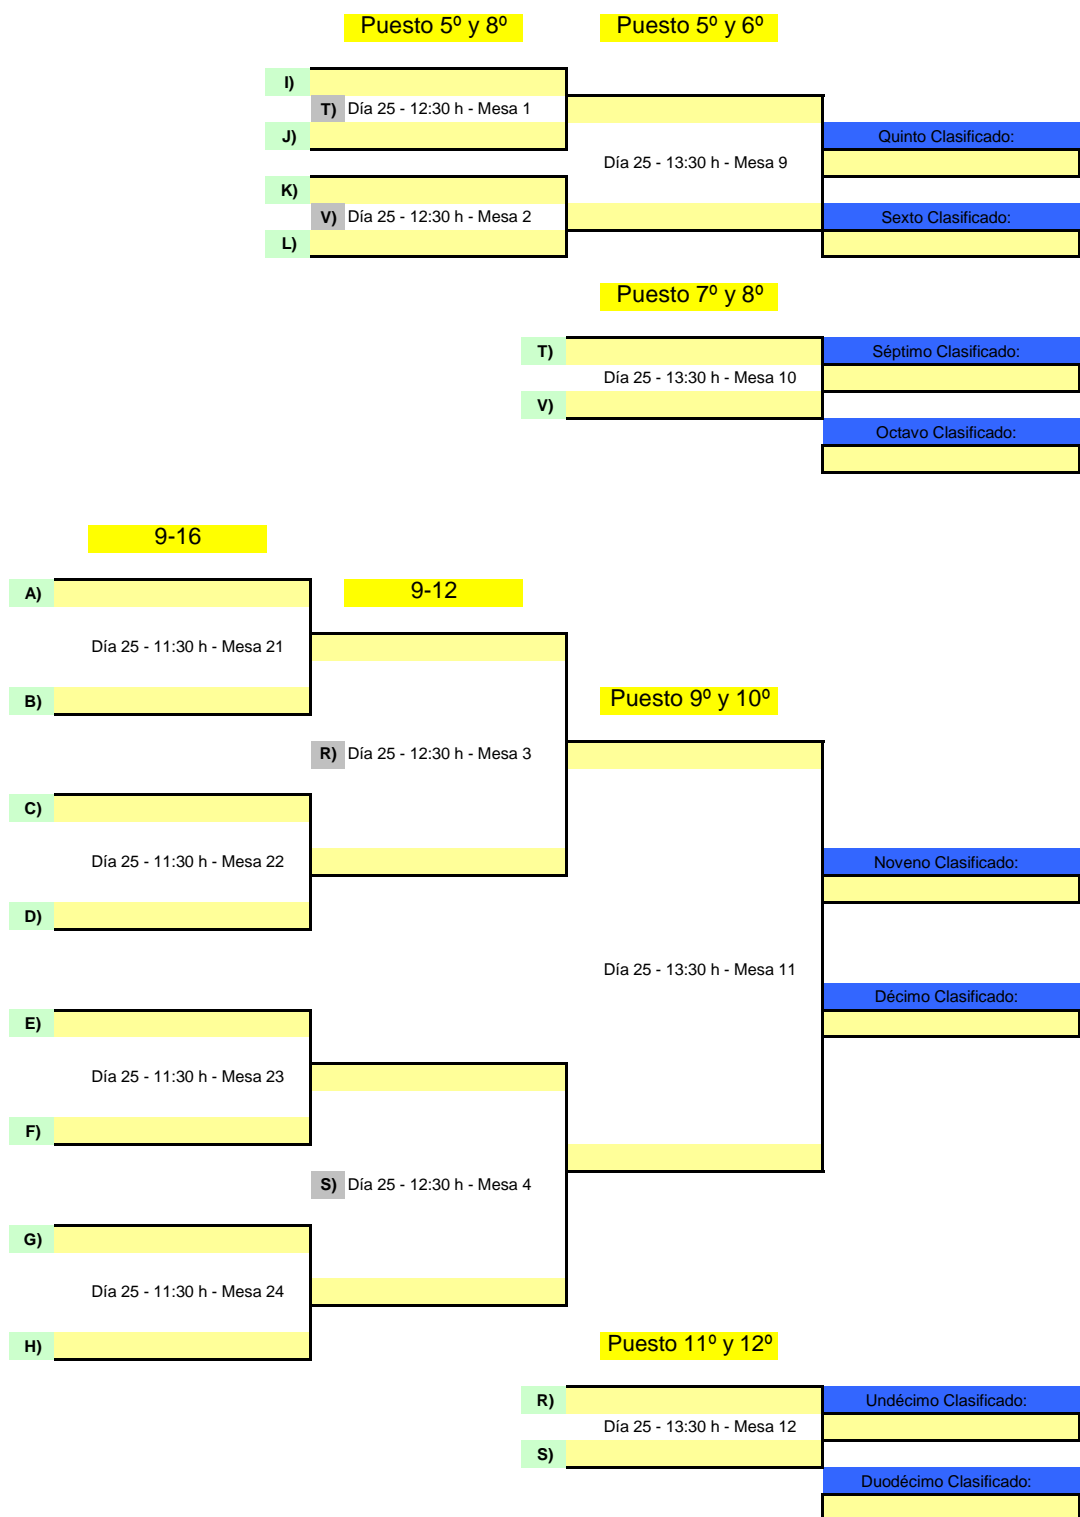 Puesto 5º y 8º Puesto 5º y 6º
I)
T) Día 25 - 12:30 h - Mesa 1
J) Quinto Clasificado:
Día 25 - 13:30 h - Mesa 9
K)
V) Día 25 - 12:30 h - Mesa 2 Sexto Clasificado:
L)
Puesto 7º y 8º
T) Séptimo Clasificado:
Día 25 - 13:30 h - Mesa 10
V)
Octavo Clasificado:
9-16
A) 9-12
Día 25 - 11:30 h - Mesa 21
B) Puesto 9º y 10º
R) Día 25 - 12:30 h - Mesa 3
C)
Día 25 - 11:30 h - Mesa 22 Noveno Clasificado:
D)
Día 25 - 13:30 h - Mesa 11
Décimo Clasificado:
E)
Día 25 - 11:30 h - Mesa 23
F)
S) Día 25 - 12:30 h - Mesa 4
G)
Día 25 - 11:30 h - Mesa 24
H) Puesto 11º y 12º
R) Undécimo Clasificado:
Día 25 - 13:30 h - Mesa 12
S)
Duodécimo Clasificado: